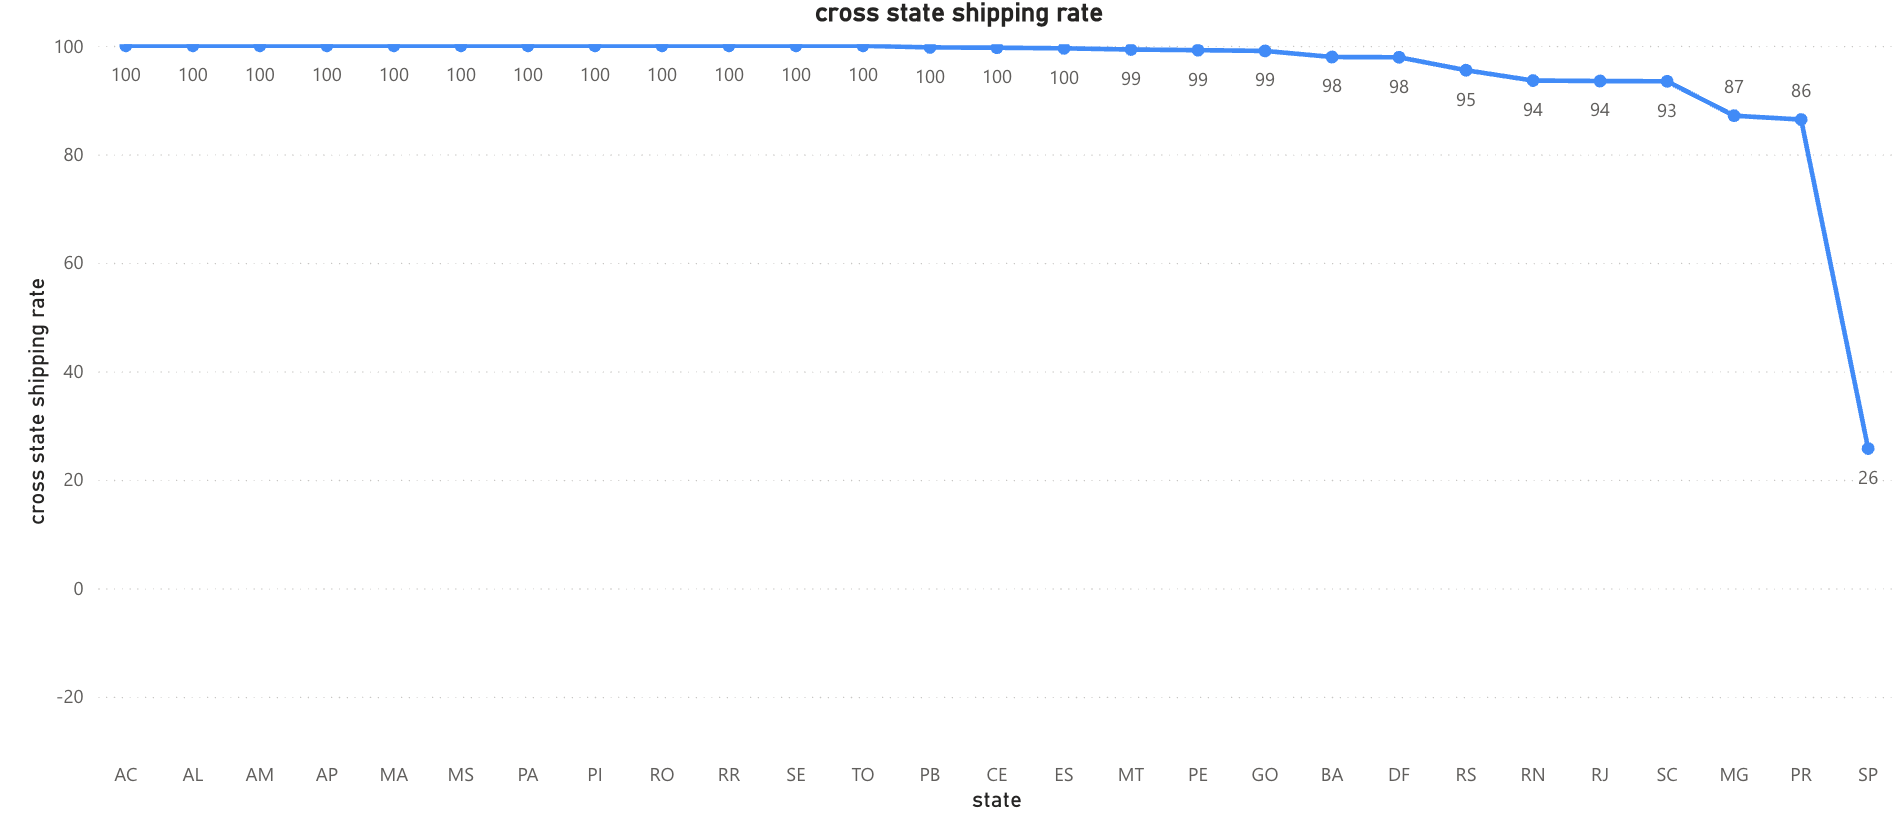 cross state shipping rate
100
80
60
40
20
0
-20
cross state shipping rate
100 100 100 100 100 100 100 100 100 100 100 100 100 100 100 99 99 99 98 98 95 94 94 93 87 86 26
AC AL AM AP MA MS PA PI RO RR SE TO PB CE ES MT PE GO BA DF RS RN RJ SC MG PR SP
state